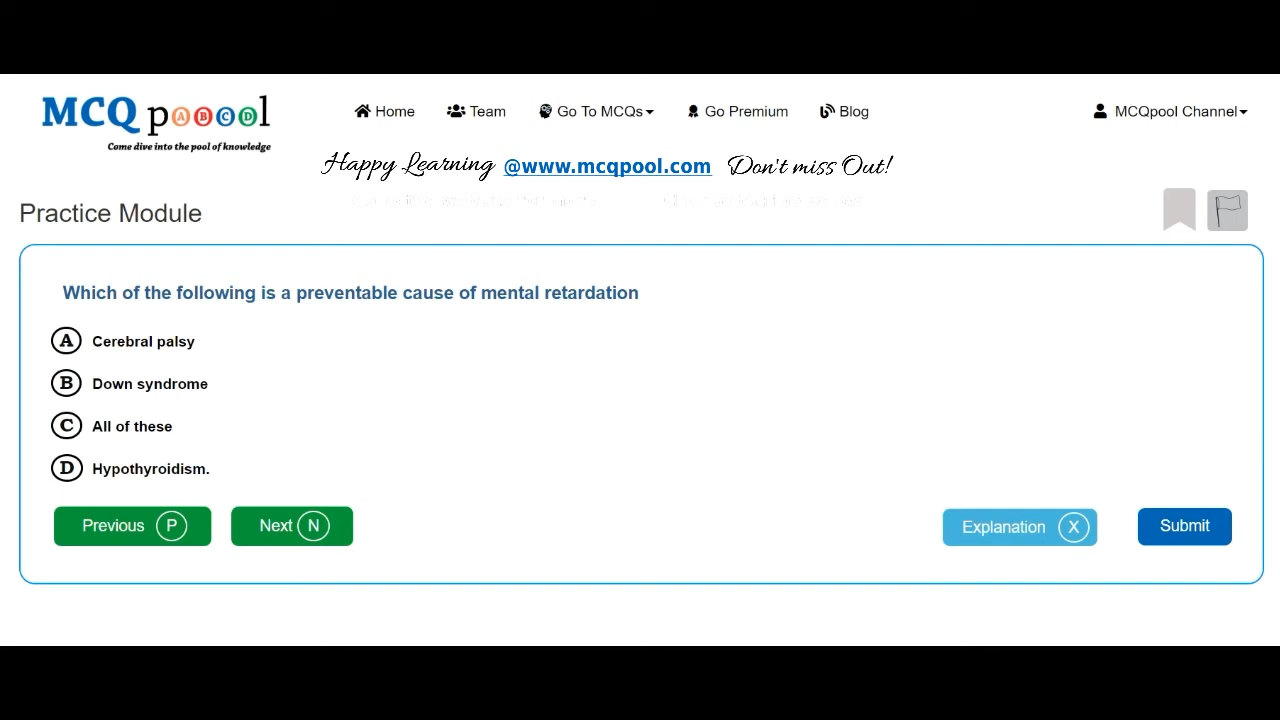 MCQ pABCDl
Come dive into the pool of knowledge
Home Team Go To MCQs Go Premium Blog MCQpool Channel
Happy Learning @www.mcqpool.com Don't miss Out!
Practice Module
Which of the following is a preventable cause of mental retardation
A Cerebral palsy
B Down syndrome
C All of these
D Hypothyroidism.
Previous P Next N Explanation X Submit